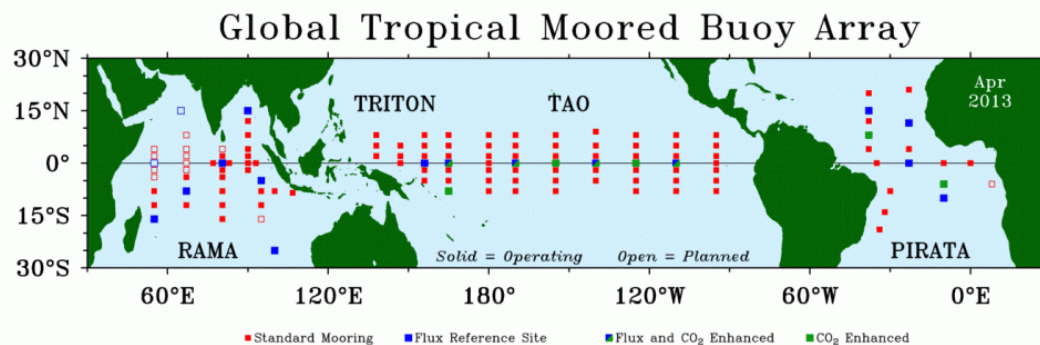 Global Tropical Moored Buoy Array
30°N
15°N
0°
15°S
30°S
TRITON
TAO
Apr
2013
RAMA
Solid = Operating Open = Planned
PIRATA
60°E 120°E 180° 120°W 60°W 0°E
Standard Mooring Flux Reference Site Flux and CO₂ Enhanced CO₂ Enhanced